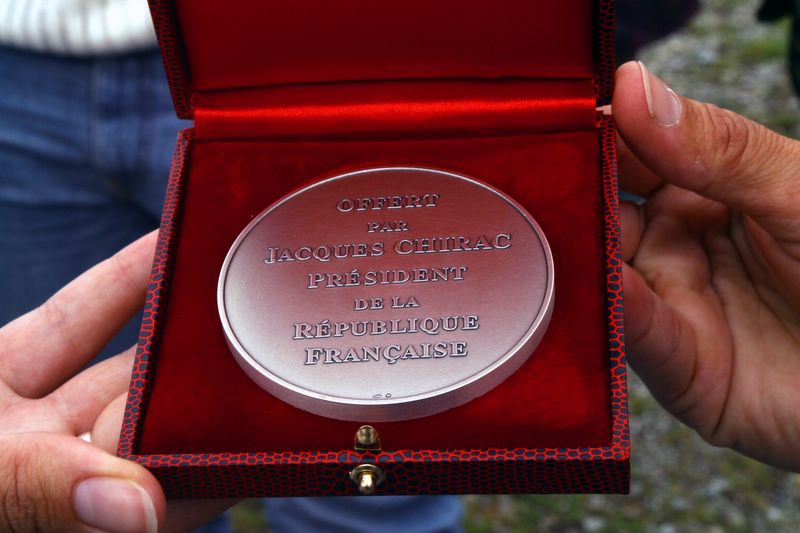 OFFERT
PAR
JACQUES CHIRAC
PRÉSIDENT
DE LA
RÉPUBLIQUE
FRANÇAISE